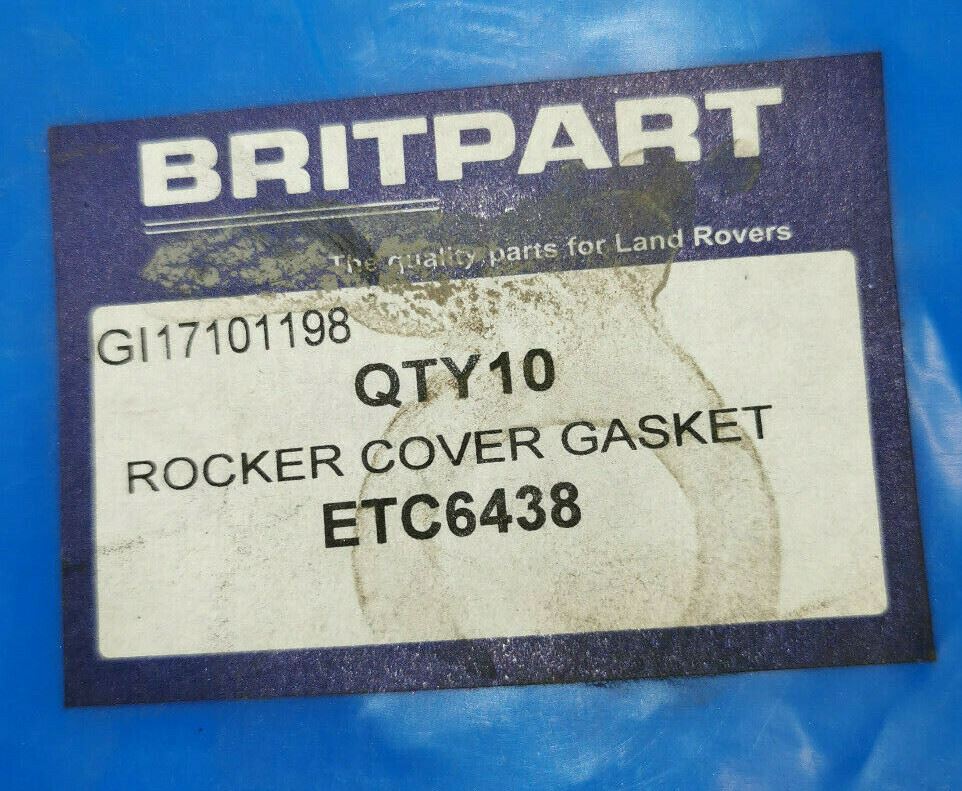 BRITPART
The quality parts for Land Rovers
GI17101198
QTY10
ROCKER COVER GASKET
ETC6438